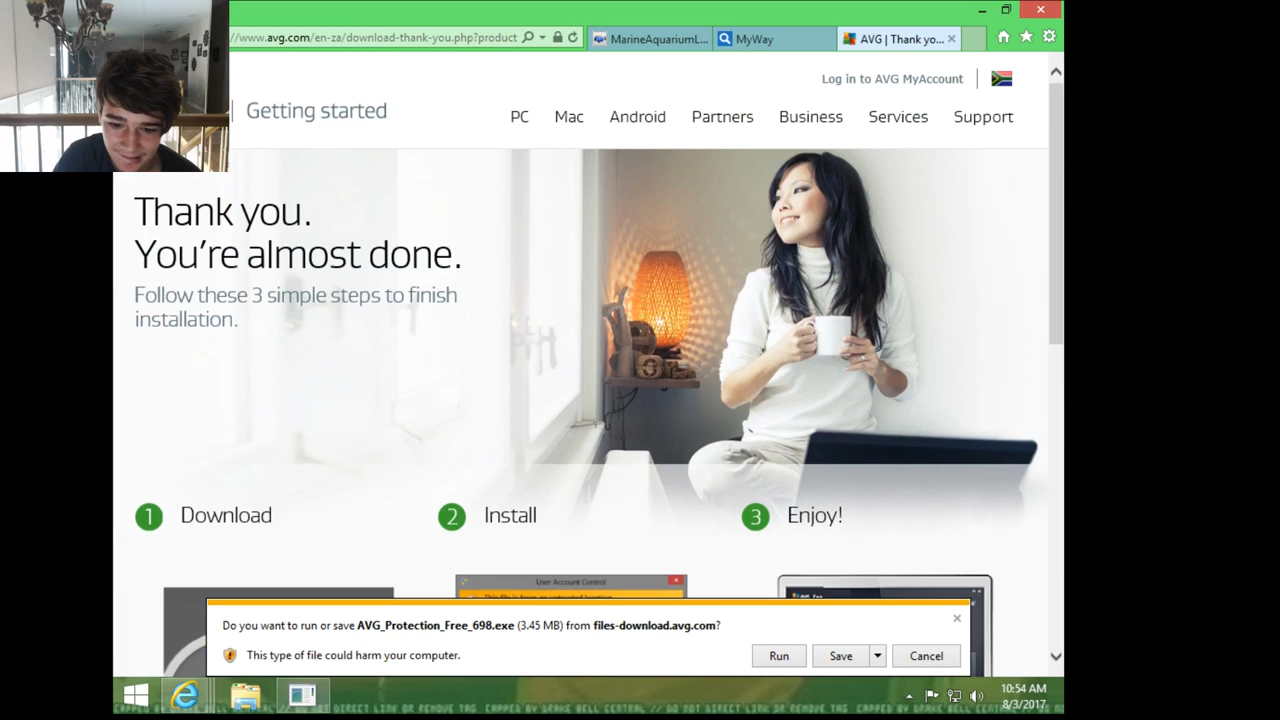 //www.avg.com/en-za/download-thank-you.php?product
MarineAquariumL...
MyWay
AVG | Thank yo...
Log in to AVG MyAccount
Getting started
PC
Mac
Android
Partners
Business
Services
Support
Thank you.
You're almost done.
Follow these 3 simple steps to finish
installation.
1 Download
2 Install
3 Enjoy!
User Account Control
Do you want to run or save AVG_Protection_Free_698.exe (3.45 MB) from files-download.avg.com?
This type of file could harm your computer.
Run
Save
Cancel
10:54 AM
8/3/2017